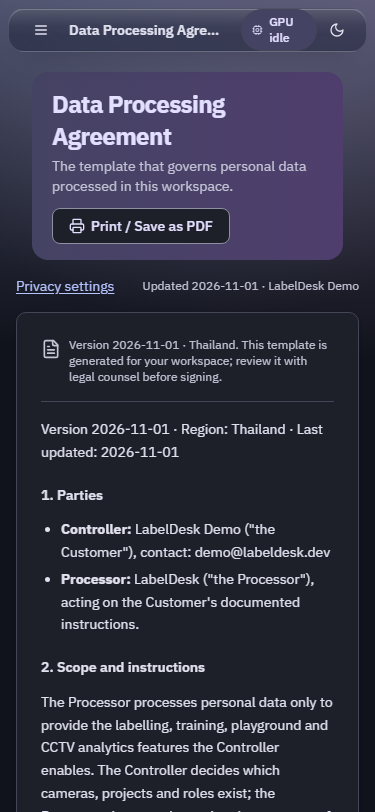 Data Processing Agre...
GPU
idle
Data Processing
Agreement
The template that governs personal data
processed in this workspace.
Print / Save as PDF
Privacy settings
Updated 2026-11-01 · LabelDesk Demo
Version 2026-11-01 · Thailand. This template is
generated for your workspace; review it with
legal counsel before signing.
Version 2026-11-01 · Region: Thailand · Last
updated: 2026-11-01
1. Parties
• Controller: LabelDesk Demo ("the
Customer"), contact: demo@labeldesk.dev
• Processor: LabelDesk ("the Processor"),
acting on the Customer's documented
instructions.
2. Scope and instructions
The Processor processes personal data only to
provide the labelling, training, playground and
CCTV analytics features the Controller
enables. The Controller decides which
cameras, projects and roles exist; the